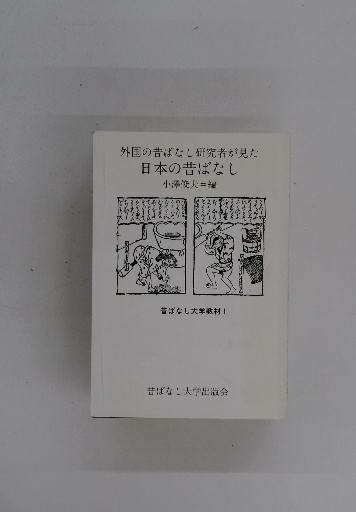 外国の昔ばなし研究者が見た
日本の昔ばなし
小澤俊夫=編
昔ばなし大学教材1
昔ばなし大学出版会